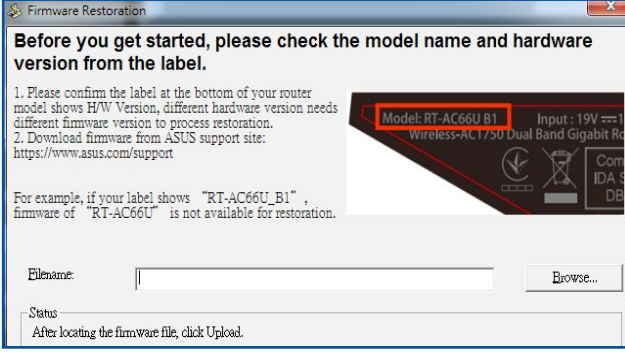 Firmware Restoration
Before you get started, please check the model name and hardware
version from the label.
1. Please confirm the label at the bottom of your router
model shows H/W Version, different hardware version needs
different firmware version to process restoration.
2. Download firmware from ASUS support site:
https://www.asus.com/support
For example, if your label shows “RT-AC66U_B1”,
firmware of “RT-AC66U” is not available for restoration.
Model: RT-AC66U B1 Input : 19V
Wireless-AC1750 Dual Band Gigabit
Com
IDA
DB
Filename:
Browse...
Status
After locating the firmware file, click Upload.